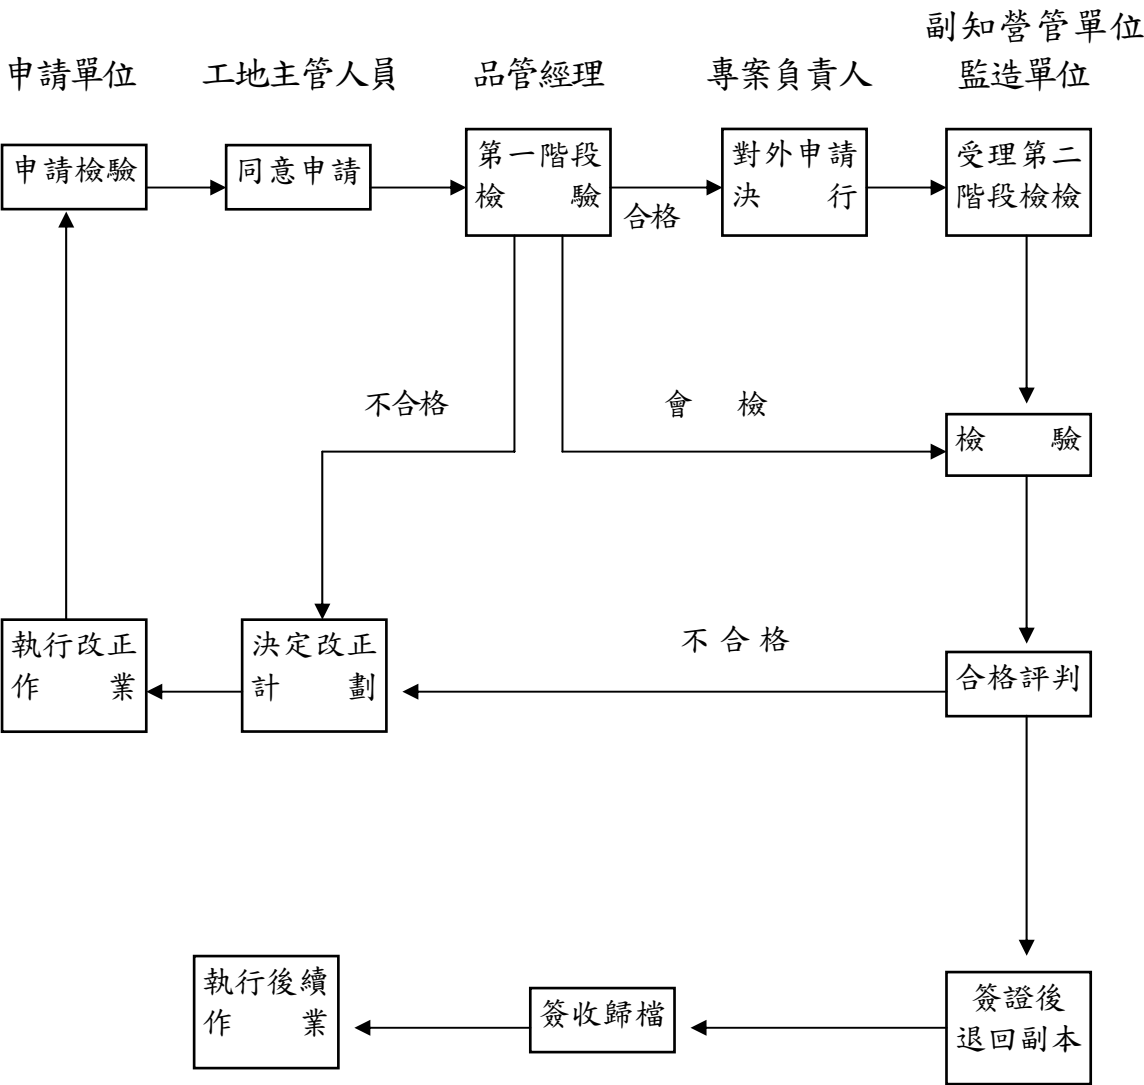 副知營管單位
申請單位
工地主管人員
品管經理
專案負責人
監造單位
申請檢驗
同意申請
第一階段
檢驗
合格
對外申請
決行
受理第二
階段檢檢
不合格
會檢
檢驗
執行改正
作業
決定改正
計劃
不合格
合格評判
執行後續
作業
簽收歸檔
簽證後
退回副本